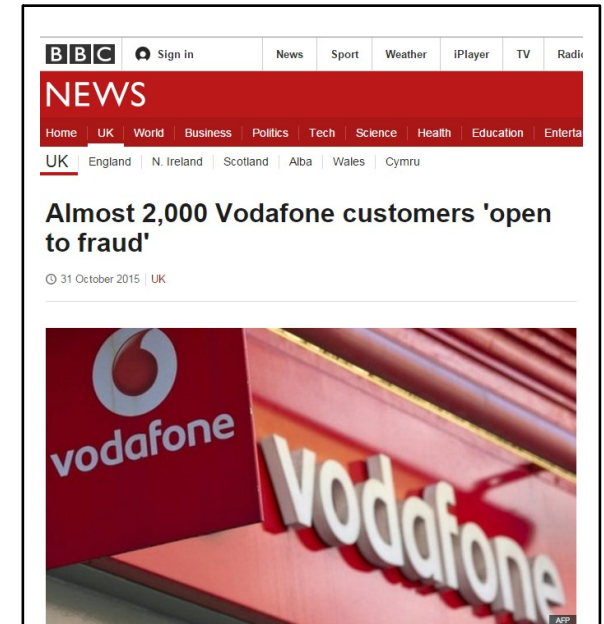 BBC Sign in News Sport Weather iPlayer TV
NEWS
Home UK World Business Politics Tech Science Health Education
UK England N. Ireland Scotland Alba Wales Cymru
Almost 2,000 Vodafone customers 'open
to fraud'
31 October 2015 UK
vodafone
vodafone
AFP